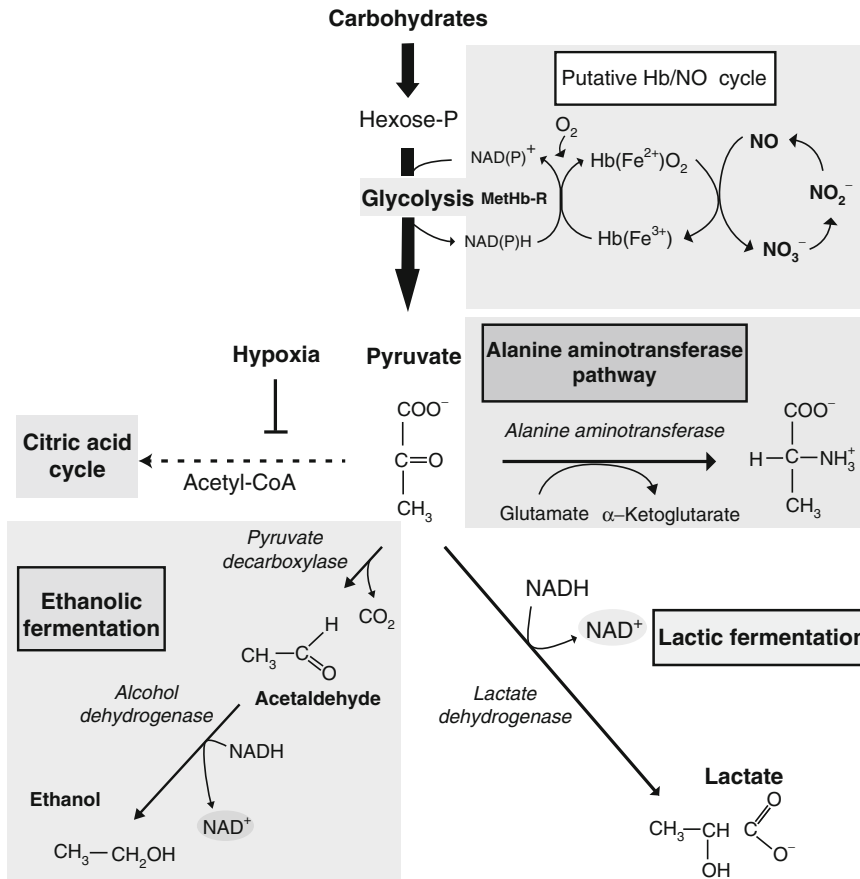 Carbohydrates
Hexose-P
Glycolysis
Putative Hb/NO cycle
O₂
NAD(P)⁺
Hb(Fe²⁺)O₂
NO
MetHb-R
NO₂⁻
NAD(P)H
Hb(Fe³⁺)
NO₃⁻
Hypoxia
Pyruvate
COO⁻
C=O
CH₃
Citric acid
cycle
Acetyl-CoA
Alanine aminotransferase
pathway
Alanine aminotransferase
Glutamate
α–Ketoglutarate
COO⁻
H–C–NH₃⁺
CH₃
Pyruvate
decarboxylase
Ethanolic
fermentation
CO₂
H
CH₃–C
O
Acetaldehyde
Alcohol
dehydrogenase
NADH
NAD⁺
Ethanol
CH₃–CH₂OH
NADH
NAD⁺
Lactic fermentation
Lactate
dehydrogenase
Lactate
O
CH₃–CH C
O⁻
OH